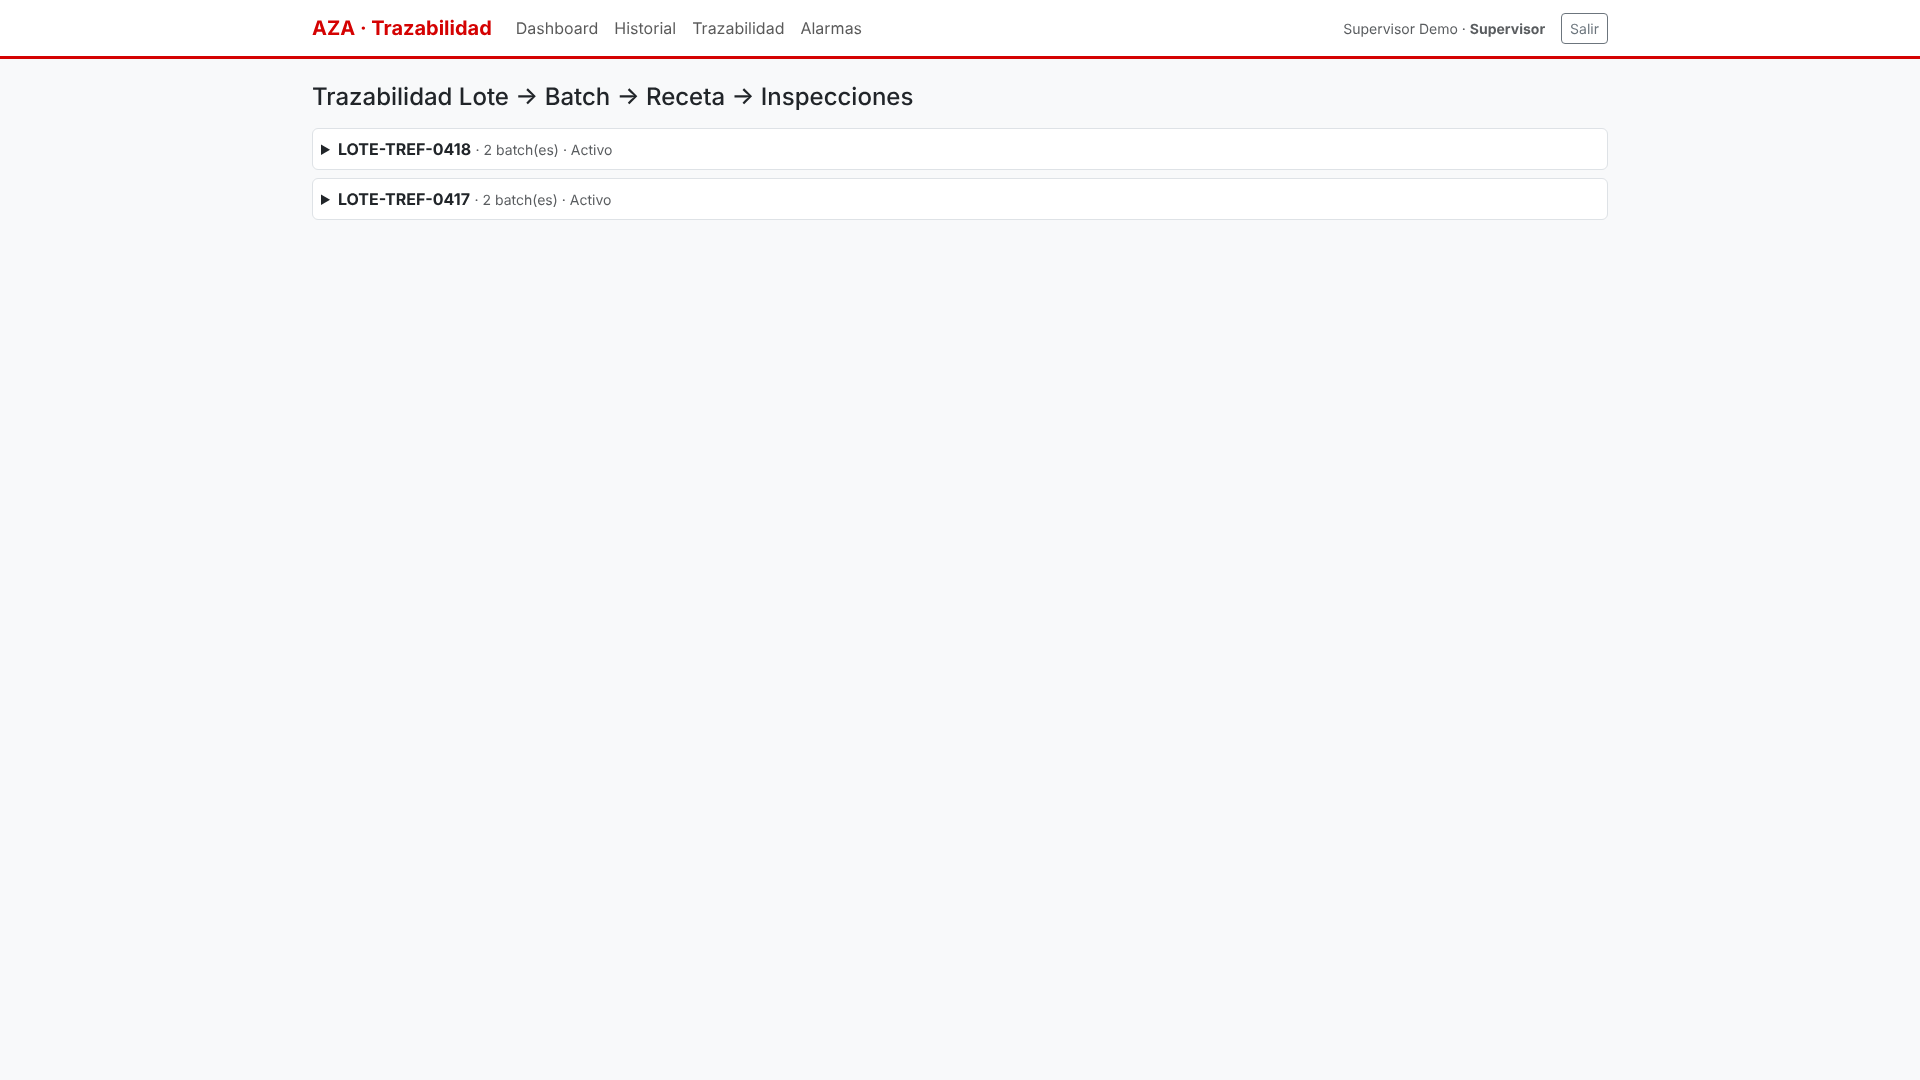 AZA · Trazabilidad Dashboard Historial Trazabilidad Alarmas Supervisor Demo · Supervisor Salir
Trazabilidad Lote → Batch → Receta → Inspecciones
LOTE-TREF-0418 · 2 batch(es) · Activo
LOTE-TREF-0417 · 2 batch(es) · Activo